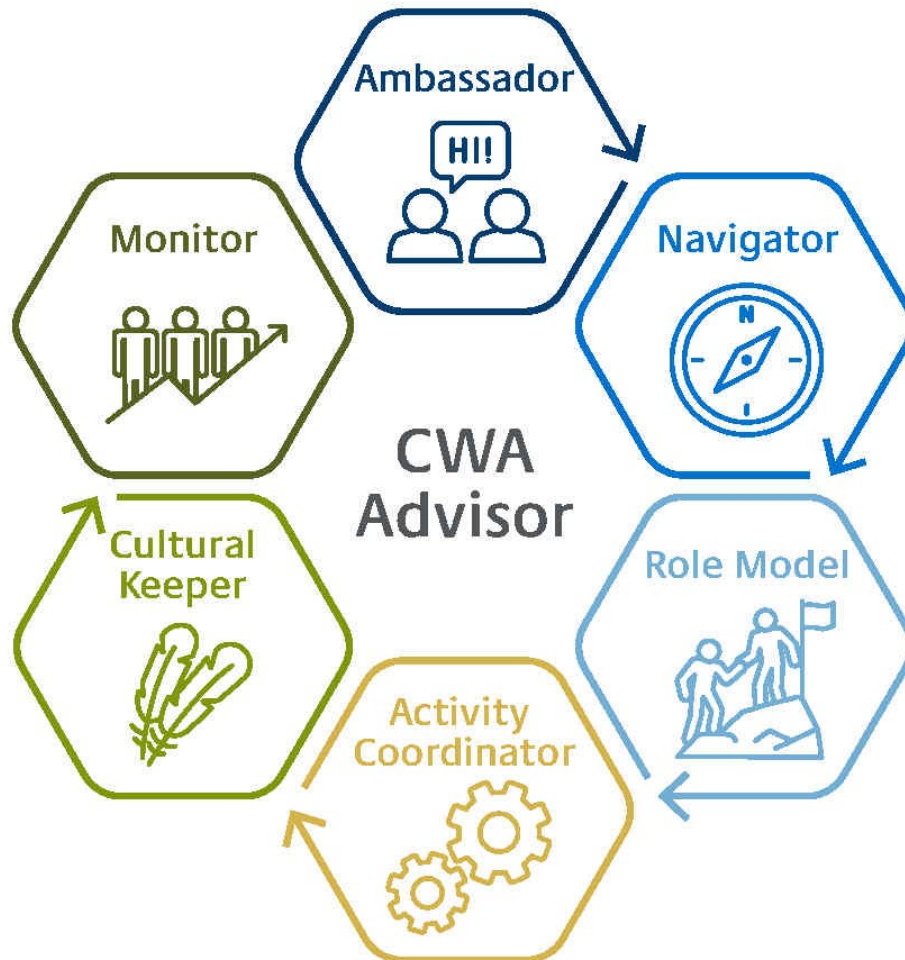 Ambassador
HI!
Navigator
N
Role Model
Activity
Coordinator
Cultural
Keeper
Monitor
CWA
Advisor